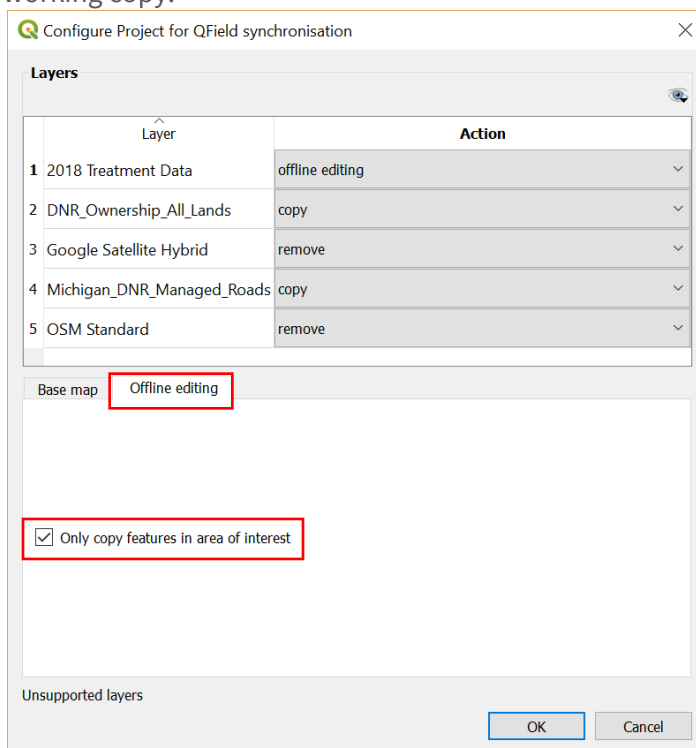 working copy.
Configure Project for QField synchronisation
Layers
Layer Action
1 2018 Treatment Data offline editing
2 DNR_Ownership_All_Lands copy
3 Google Satellite Hybrid remove
4 Michigan_DNR_Managed_Roads copy
5 OSM Standard remove
Base map Offline editing
Only copy features in area of interest
Unsupported layers
OK Cancel